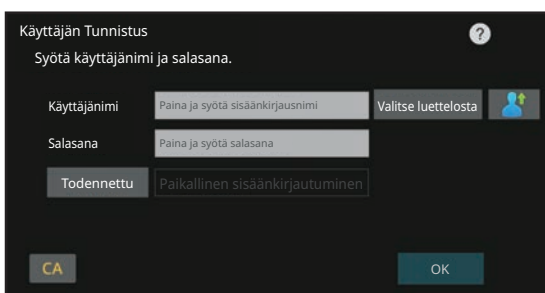 Käyttäjän Tunnistus
?
Syötä käyttäjänimi ja salasana.
Käyttäjänimi Paina ja syötä sisäänkirjausnimi Valitse luettelosta
Salasana Paina ja syötä salasana
Todennettu Paikallinen sisäänkirjautuminen
CA OK